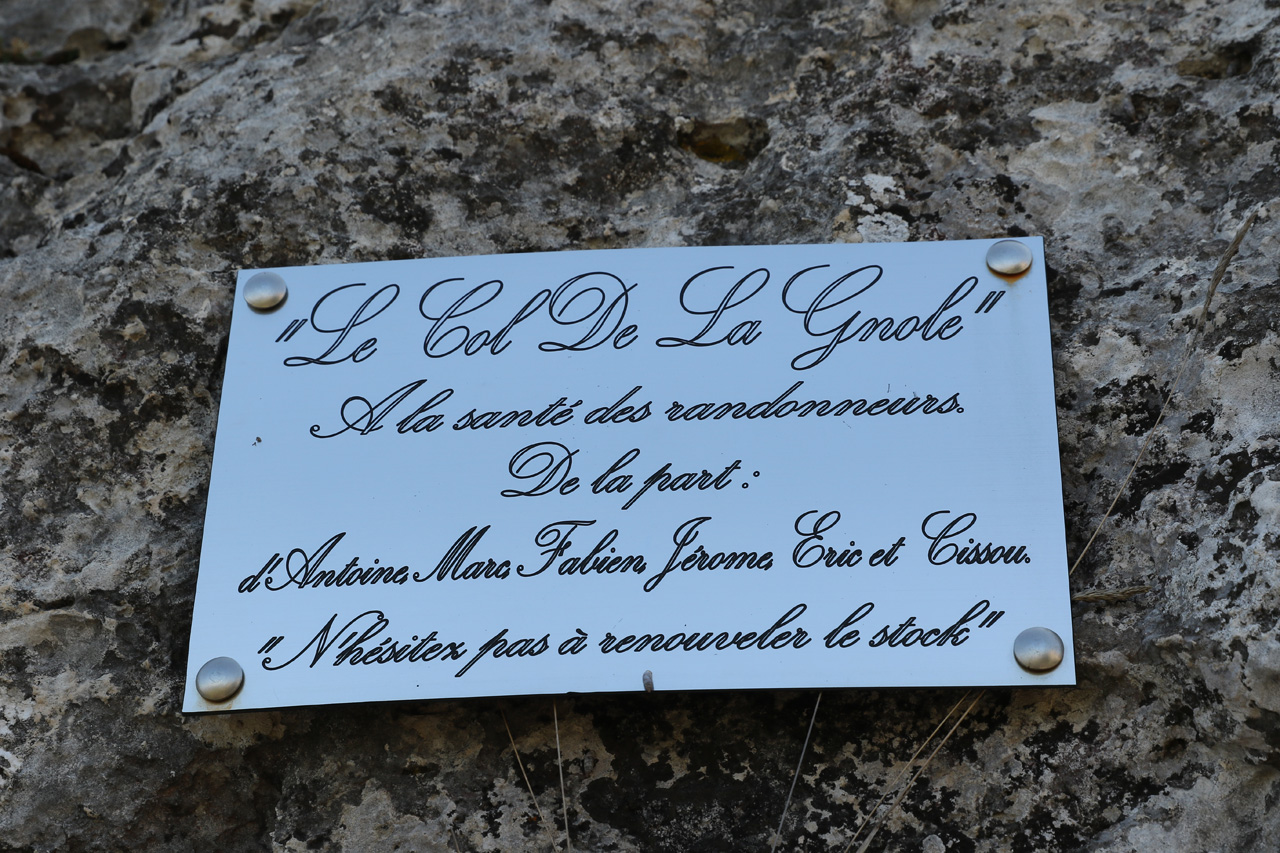 "Le Col De La Gnole"
A la santé des randonneurs.
De la part :
d'Antoine, Marc, Fabien, Jérome, Eric et Cissou.
"N'hésitez pas à renouveler le stock"